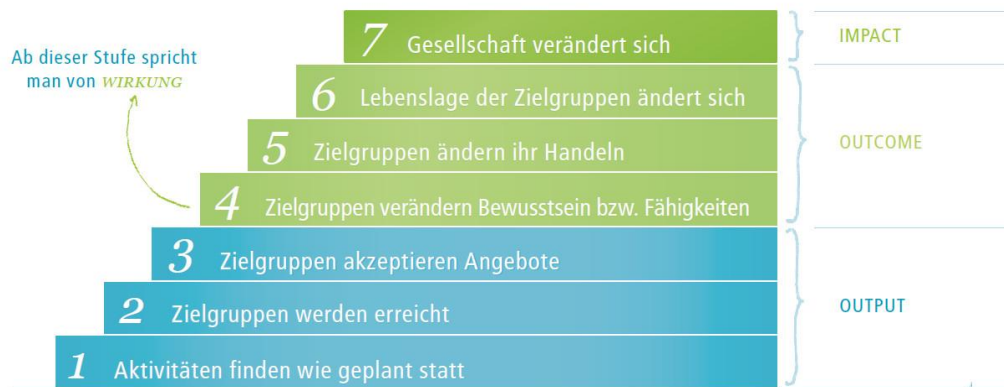 7 Gesellschaft verändert sich
IMPACT
Ab dieser Stufe spricht
man von WIRKUNG
6 Lebenslage der Zielgruppen ändert sich
5 Zielgruppen ändern ihr Handeln
OUTCOME
4 Zielgruppen verändern Bewusstsein bzw. Fähigkeiten
3 Zielgruppen akzeptieren Angebote
2 Zielgruppen werden erreicht
OUTPUT
1 Aktivitäten finden wie geplant statt